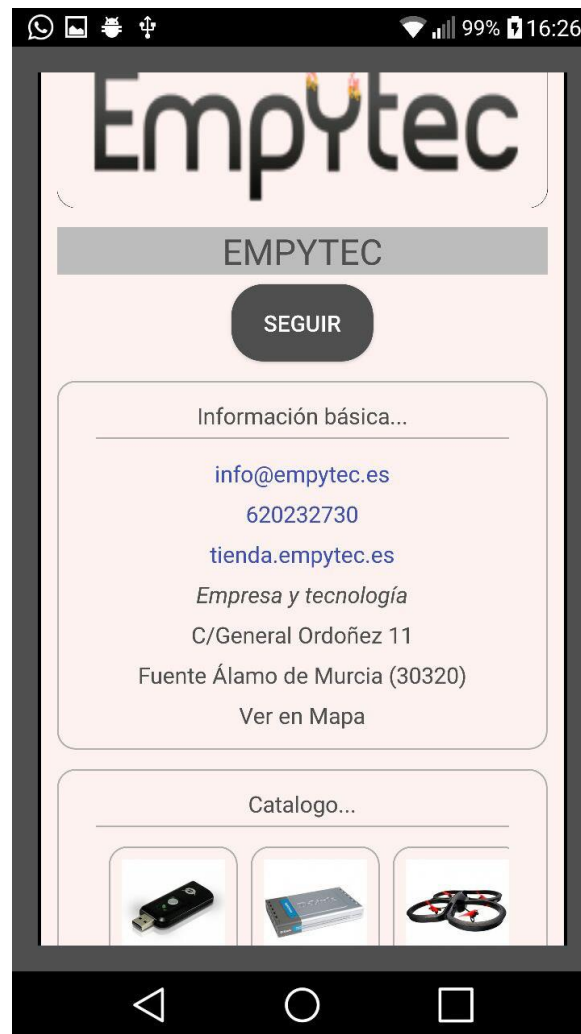 99% 16:26
Empytec
EMPYTEC
SEGUIR
Información básica...
info@empytec.es
620232730
tienda.empytec.es
Empresa y tecnología
C/General Ordoñez 11
Fuente Álamo de Murcia (30320)
Ver en Mapa
Catalogo...